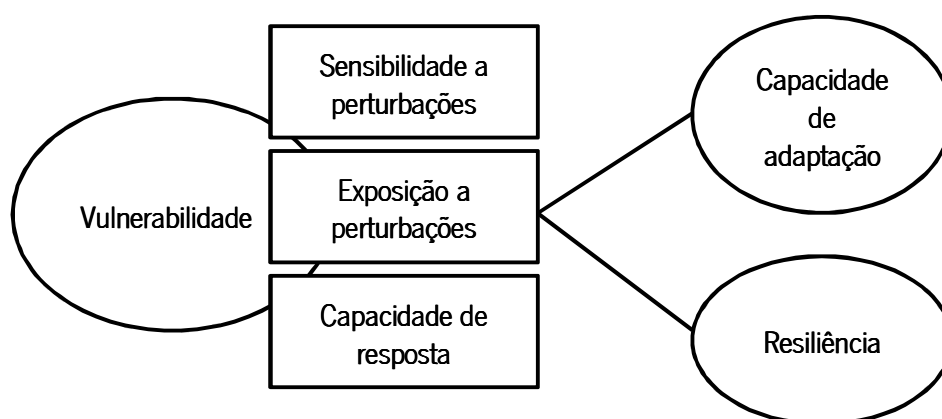 Vulnerabilidade
Sensibilidade a
perturbações
Exposição a
perturbações
Capacidade de
resposta
Capacidade
de
adaptação
Resiliência